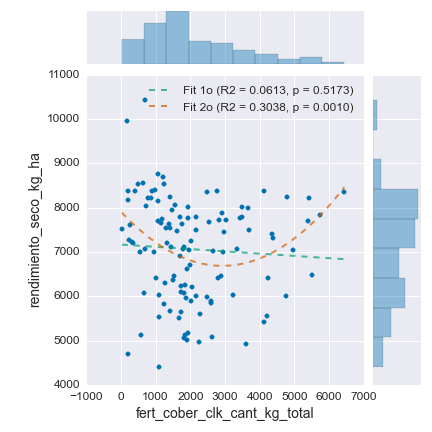 11000
10000
9000
8000
7000
6000
5000
4000
rendimiento_seco_kg_ha
Fit 1o (R2 = 0.0613, p = 0.5173)
Fit 2o (R2 = 0.3038, p = 0.0010)
−1000 0 1000 2000 3000 4000 5000 6000 7000
fert_cober_clk_cant_kg_total